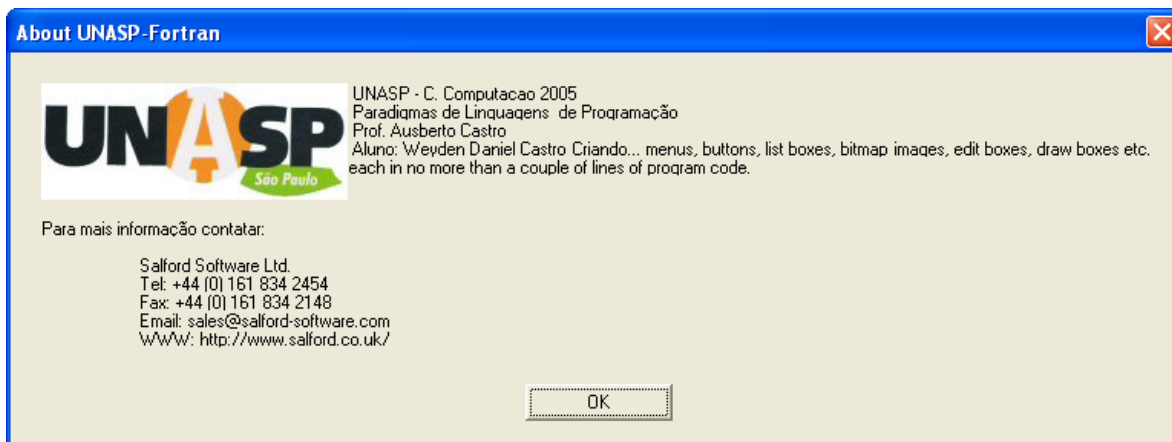 About UNASP-Fortran
UNASP
São Paulo
UNASP - C. Computacao 2005
Paradigmas de Linguagens de Programação
Prof. Ausberto Castro
Aluno: Weyden Daniel Castro Criando... menus, buttons, list boxes, bitmap images, edit boxes, draw boxes etc.
each in no more than a couple of lines of program code.
Para mais informação contatar:
Salford Software Ltd.
Tel: +44 (0) 161 834 2454
Fax: +44 (0) 161 834 2148
Email: sales@salford-software.com
WWW: http://www.salford.co.uk/
OK